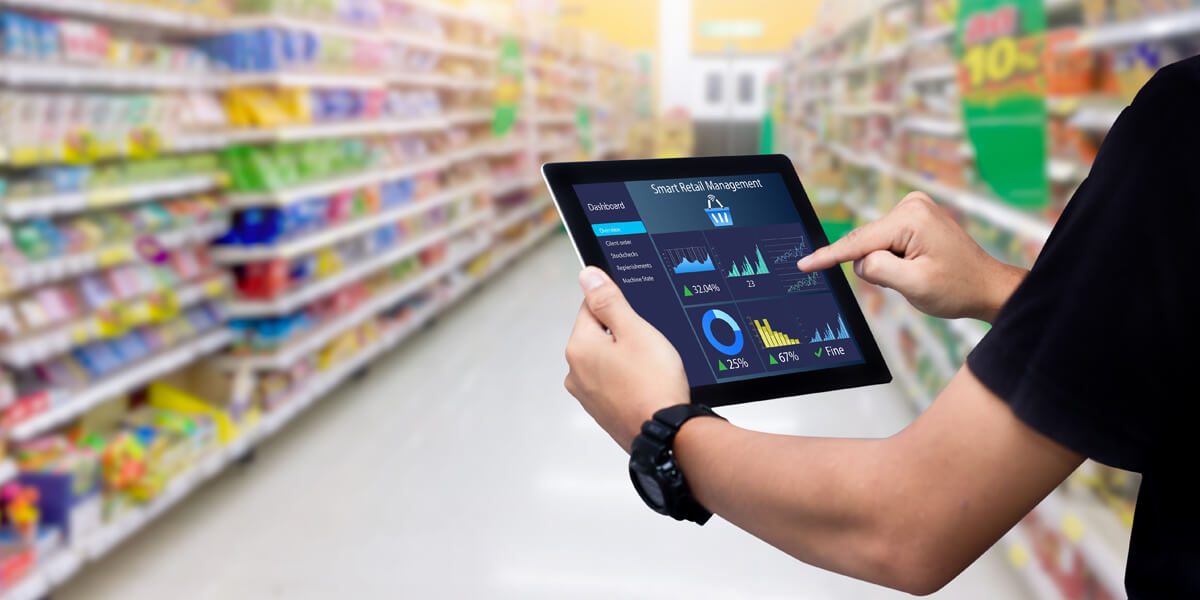 10%
Smart Retail Management
Dashboard
Overview
Client order
Stockchecks
Replenishments
Machine State
32.04%
23
25%
67%
Fine